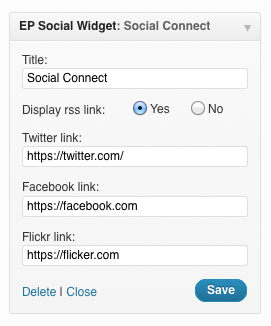 EP Social Widget: Social Connect
Title:
Social Connect
Display rss link: Yes No
Twitter link:
https://twitter.com/
Facebook link:
https://facebook.com
Flickr link:
https://flicker.com
Delete | Close Save